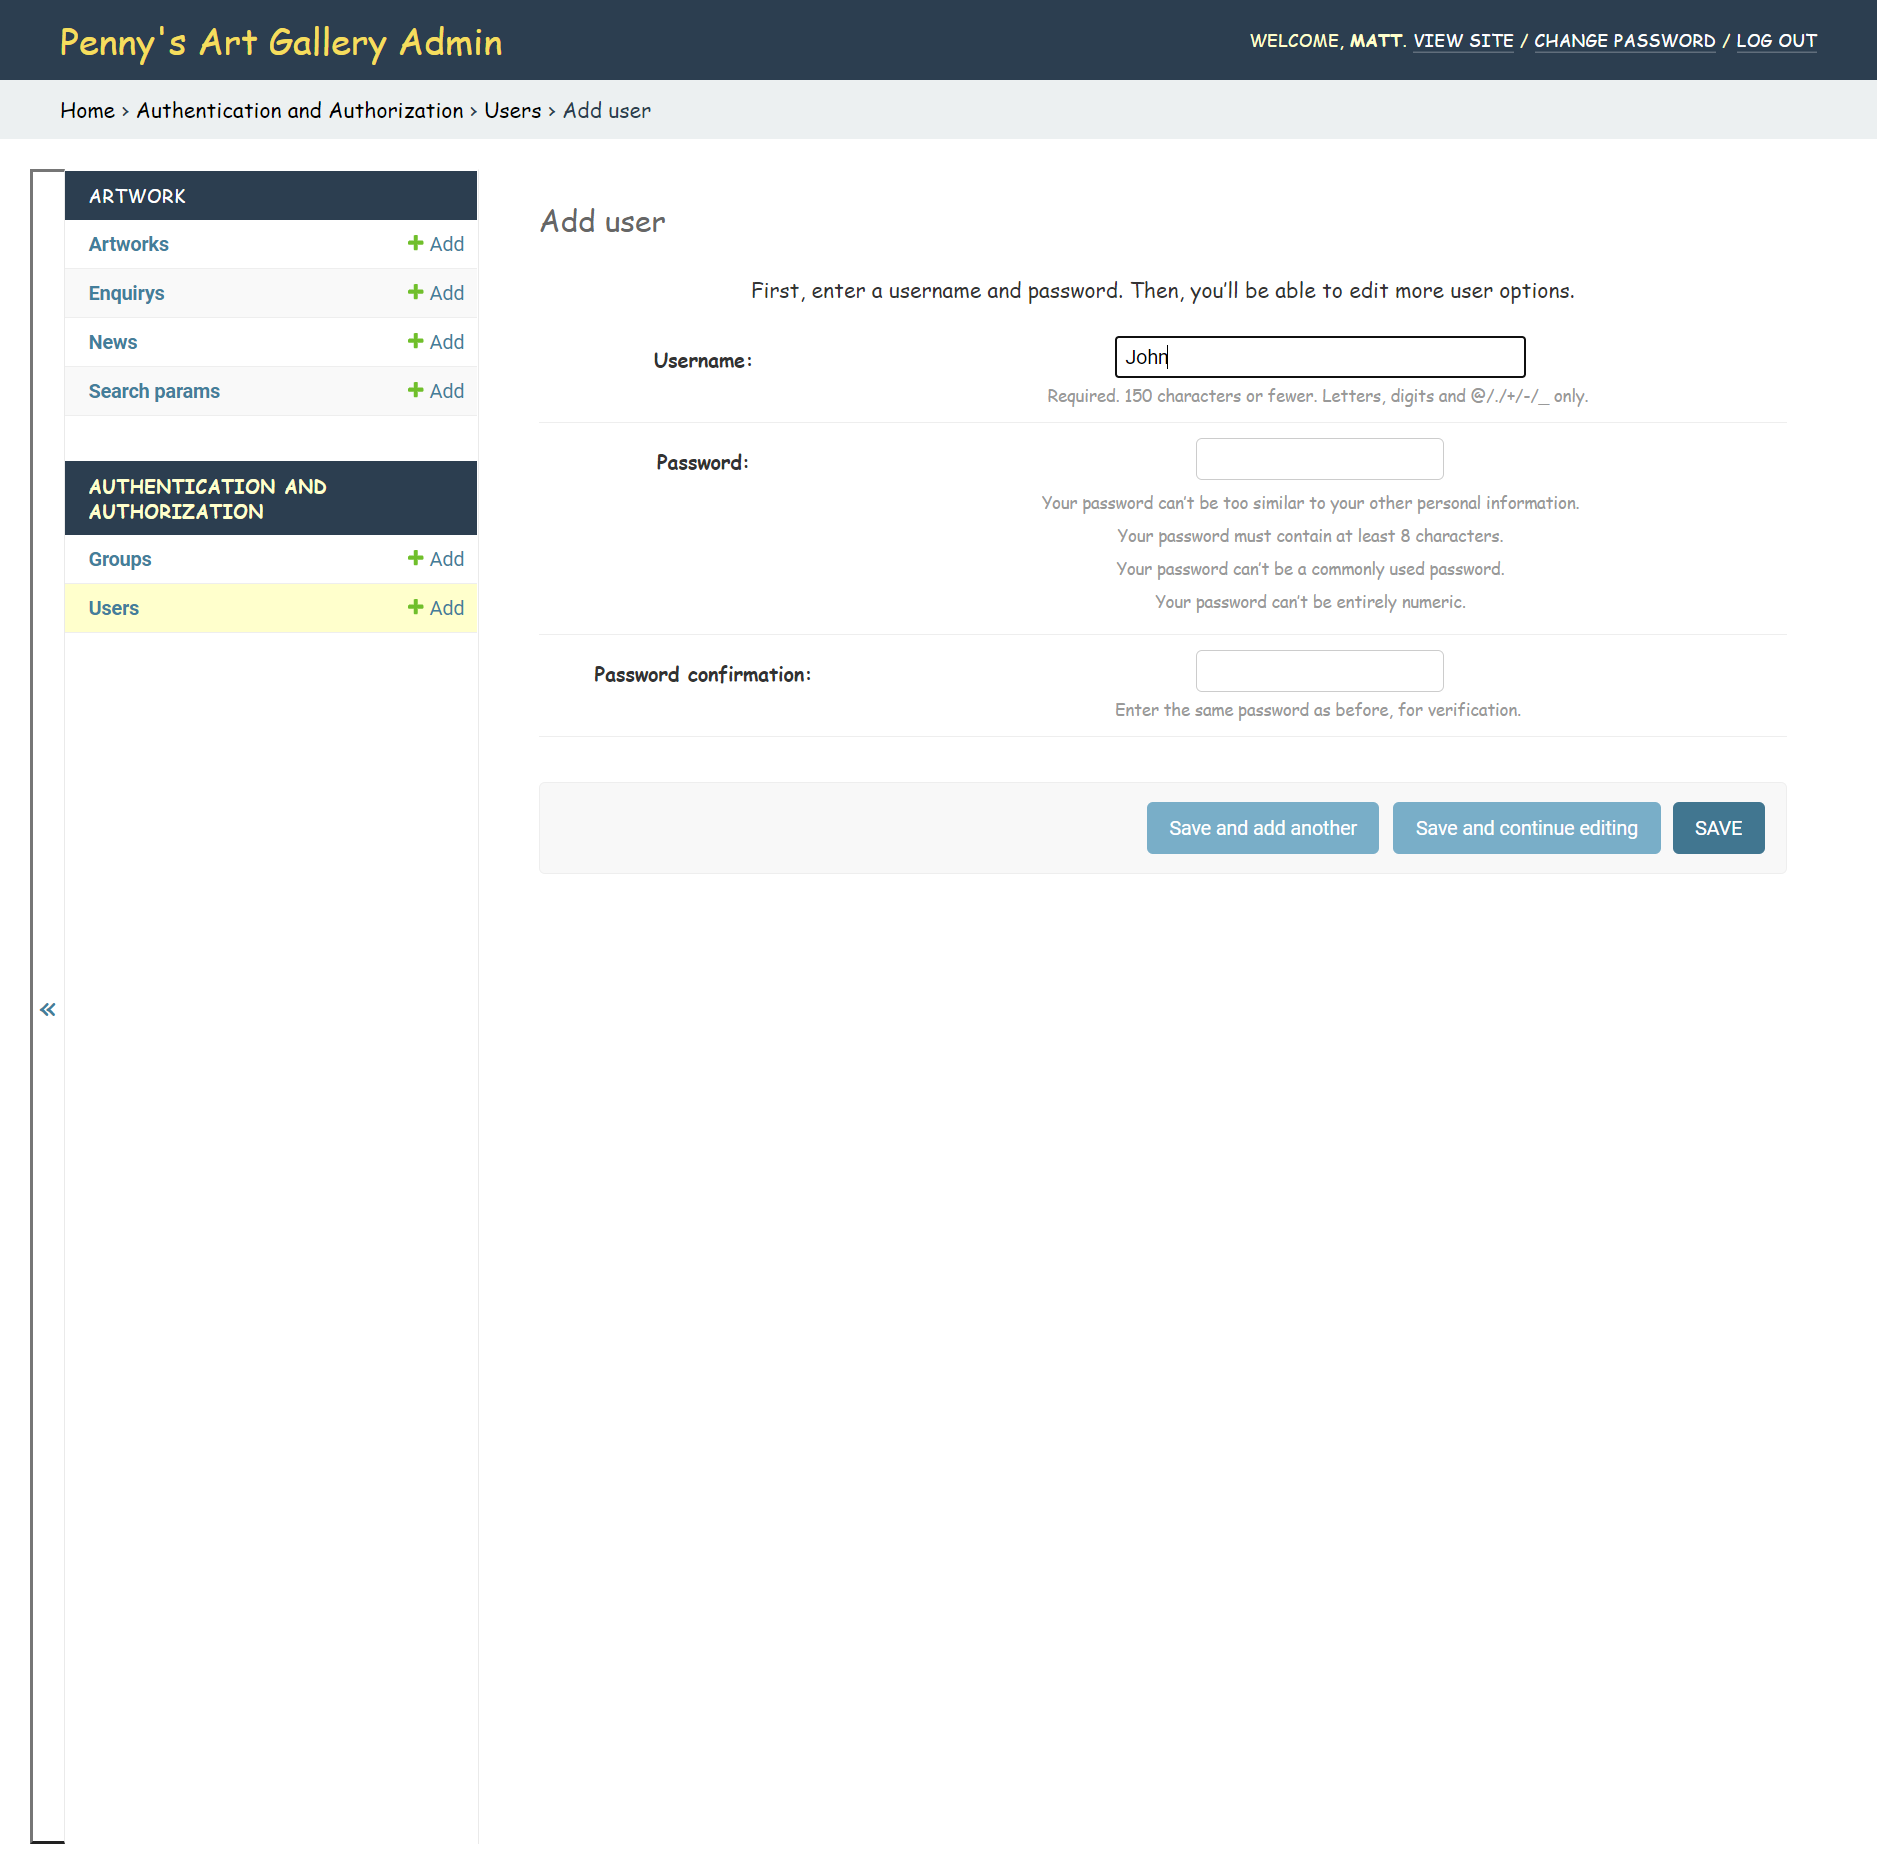 Penny's Art Gallery Admin
WELCOME, MATT. VIEW SITE / CHANGE PASSWORD / LOG OUT
Home › Authentication and Authorization › Users › Add user
ARTWORK
Artworks
Add
Enquirys
Add
News
Add
Search params
Add
AUTHENTICATION AND
AUTHORIZATION
Groups
Add
Users
Add
«
Add user
First, enter a username and password. Then, you’ll be able to edit more user options.
Username:
John
Required. 150 characters or fewer. Letters, digits and @/./+/-/_ only.
Password:
Your password can’t be too similar to your other personal information.
Your password must contain at least 8 characters.
Your password can’t be a commonly used password.
Your password can’t be entirely numeric.
Password confirmation:
Enter the same password as before, for verification.
Save and add another
Save and continue editing
SAVE